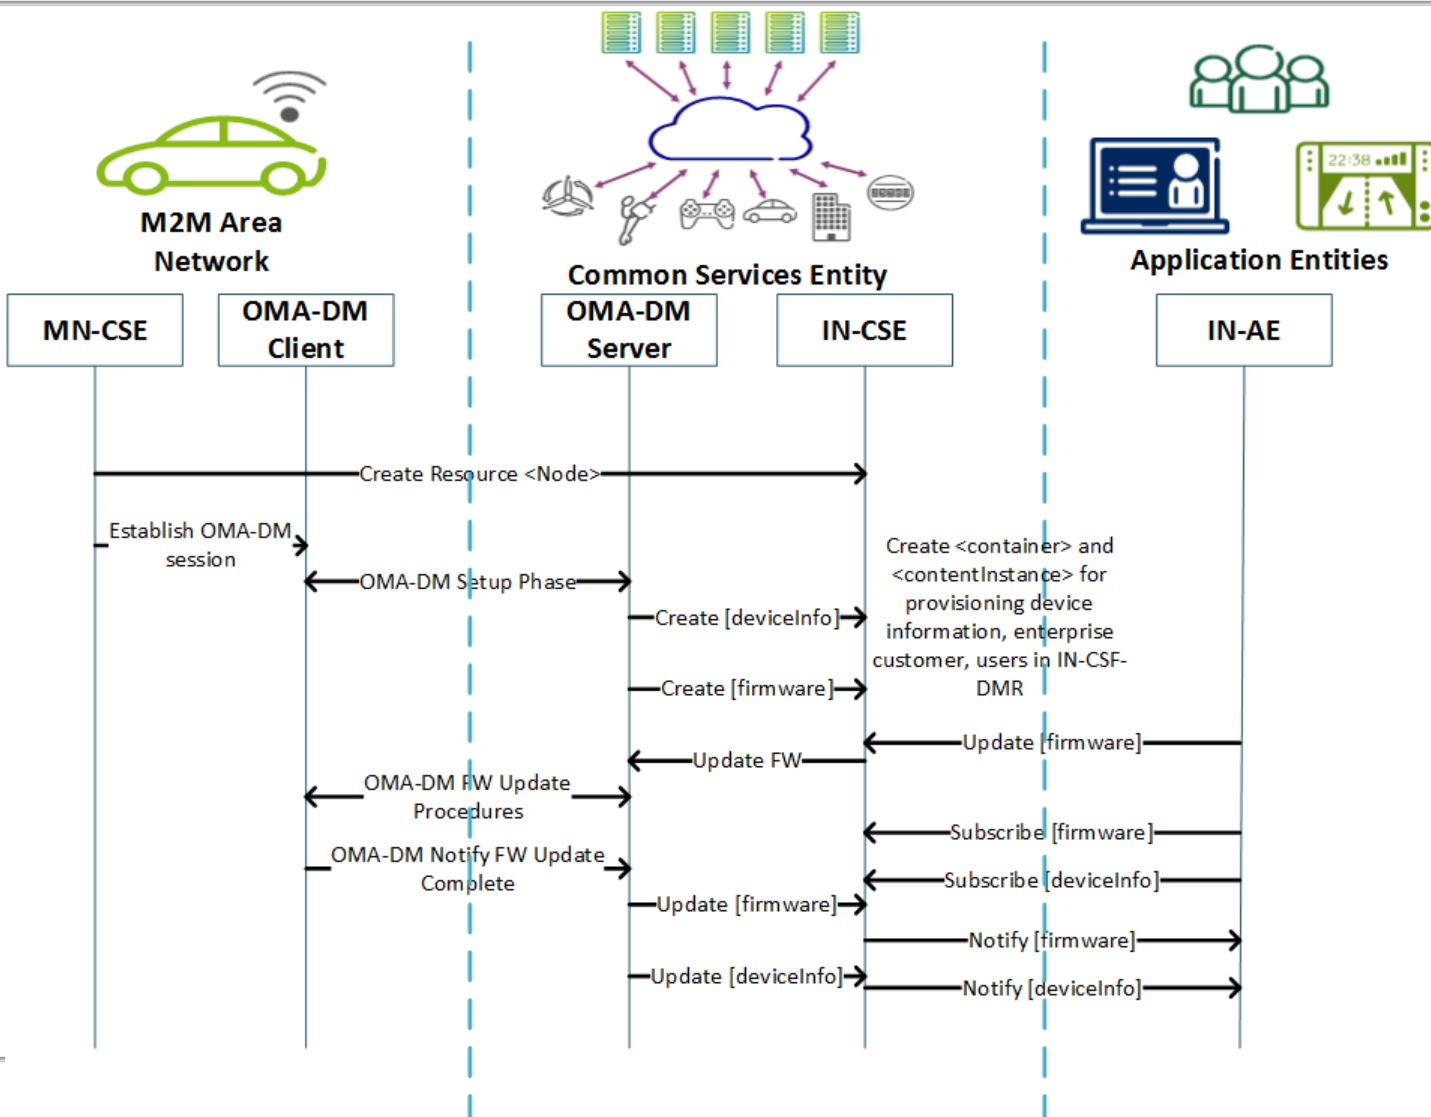 22:38
M2M Area
Network
Common Services Entity
Application Entities
MN-CSE
OMA-DM
Client
OMA-DM
Server
IN-CSE
IN-AE
Create Resource <Node>
Establish OMA-DM
session
OMA-DM Setup Phase
Create [deviceInfo]
Create <container> and
<contentInstance> for
provisioning device
information, enterprise
customer, users in IN-CSF-
DMR
Create [firmware]
Update [firmware]
Update FW
OMA-DM FW Update
Procedures
Subscribe [firmware]
OMA-DM Notify FW Update
Complete
Subscribe [deviceInfo]
Update [firmware]
Notify [firmware]
Update [deviceInfo]
Notify [deviceInfo]